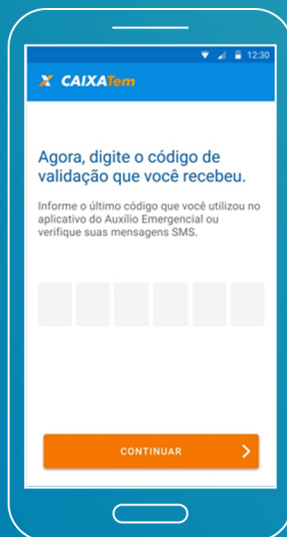 12:30
CAIXATem
Agora, digite o código de
validação que você recebeu.
Informe o último código que você utilizou no
aplicativo do Auxílio Emergencial ou
verifique suas mensagens SMS.
CONTINUAR